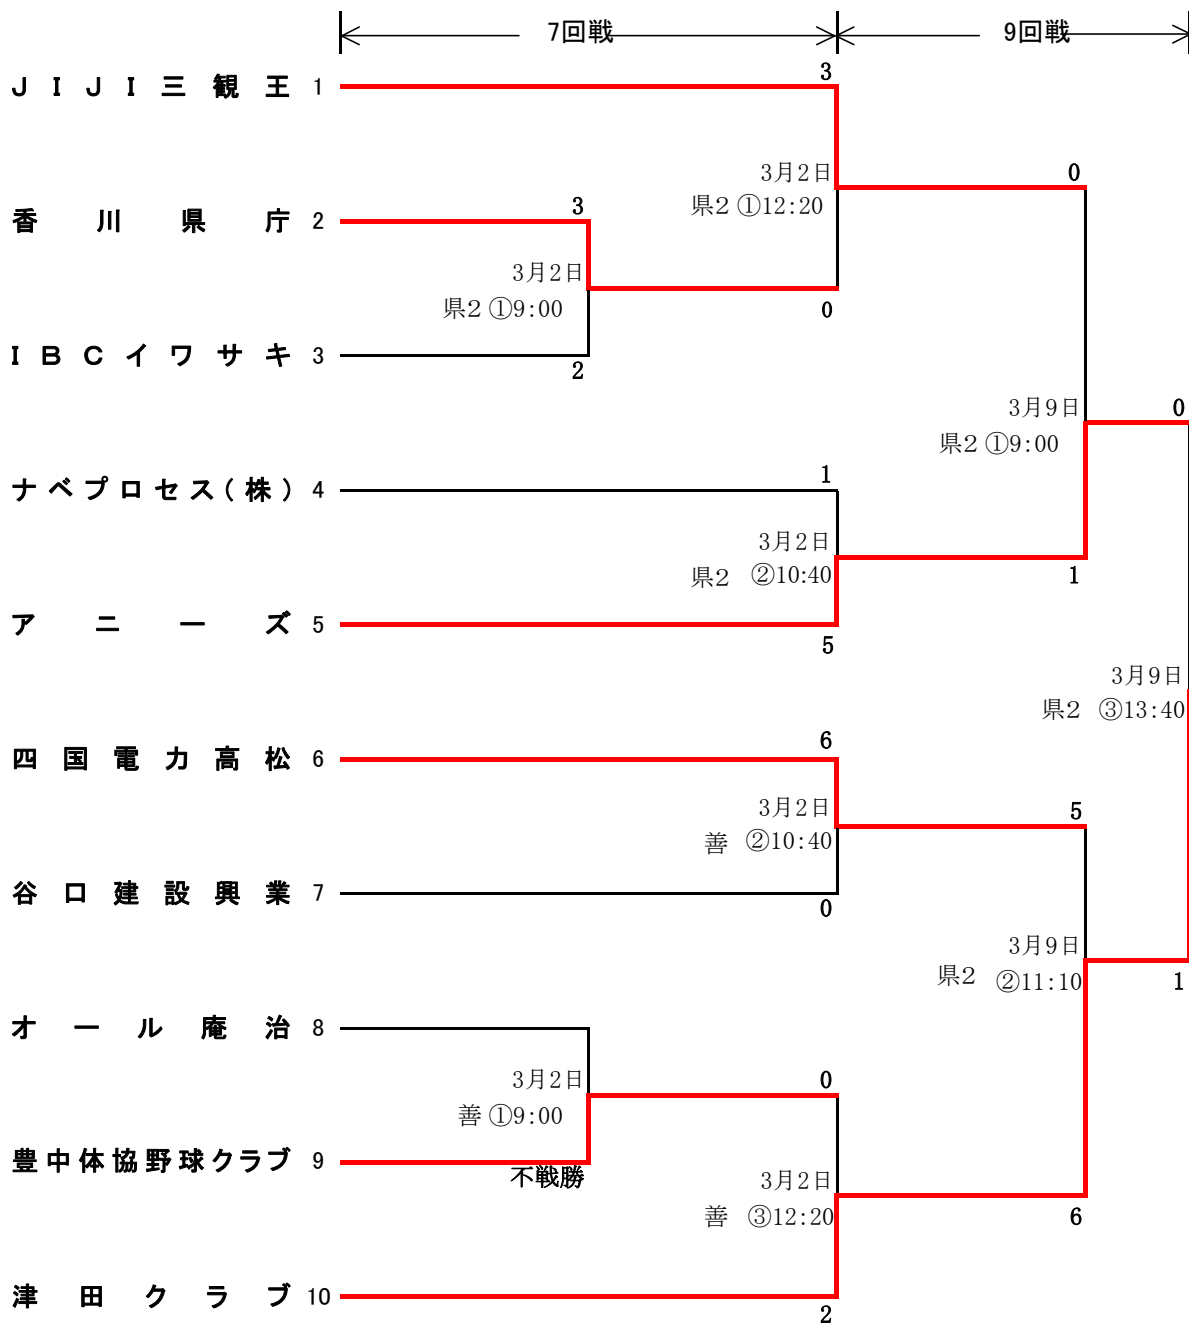 7回戦 9回戦
3
ＪＩＪＩ三観王 1
3月2日 0
県2 ①12:20
3
香川県庁 2
3月2日
県2 ①9:00
0
ＩＢＣイワサキ 3
2
3月9日 0
県2 ①9:00
1
ナベプロセス(株) 4
3月2日
県2 ②10:40
1
アニーズ 5
5
3月9日
県2 ③13:40
6
四国電力高松 6
3月2日 5
善 ②10:40
谷口建設興業 7
0
3月9日
県2 ②11:10
1
オール庵治 8
3月2日 0
善 ①9:00
豊中体協野球クラブ 9
不戦勝
3月2日
善 ③12:20
6
津田クラブ 10
2